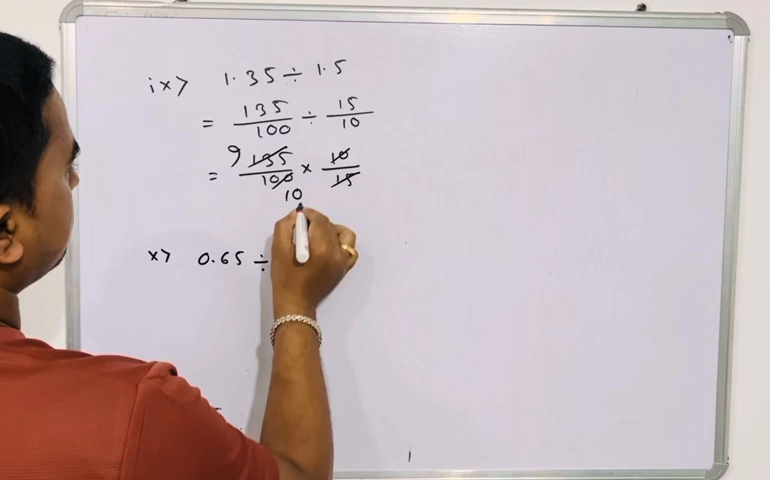 ix> 1.35 ÷ 1.5
= 135/100 ÷ 15/10
= 9 135/100 10 × 10/15
x> 0.65 ÷